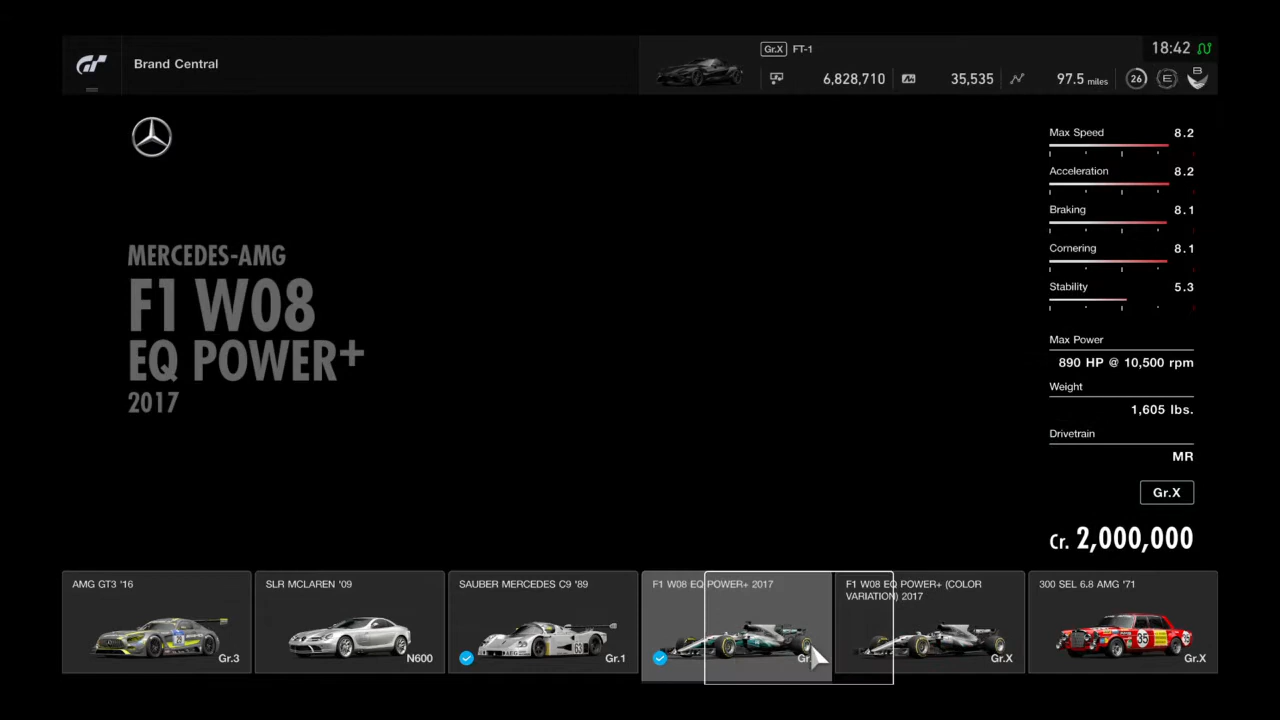 Brand Central
Gr.X FT-1
18:42
6,828,710
35,535
97.5 miles
26
E
B
Max Speed 8.2
Acceleration 8.2
Braking 8.1
Cornering 8.1
Stability 5.3
Max Power
890 HP @ 10,500 rpm
Weight
1,605 lbs.
Drivetrain
MR
Gr.X
Cr. 2,000,000
MERCEDES-AMG
F1 W08
EQ POWER+
2017
AMG GT3 '16
Gr.3
SLR MCLAREN '09
N600
SAUBER MERCEDES C9 '89
63
Gr.1
F1 W08 EQ POWER+ 2017
Gr.
F1 W08 EQ POWER+ (COLOR
VARIATION) 2017
Gr.X
300 SEL 6.8 AMG '71
35
Gr.X